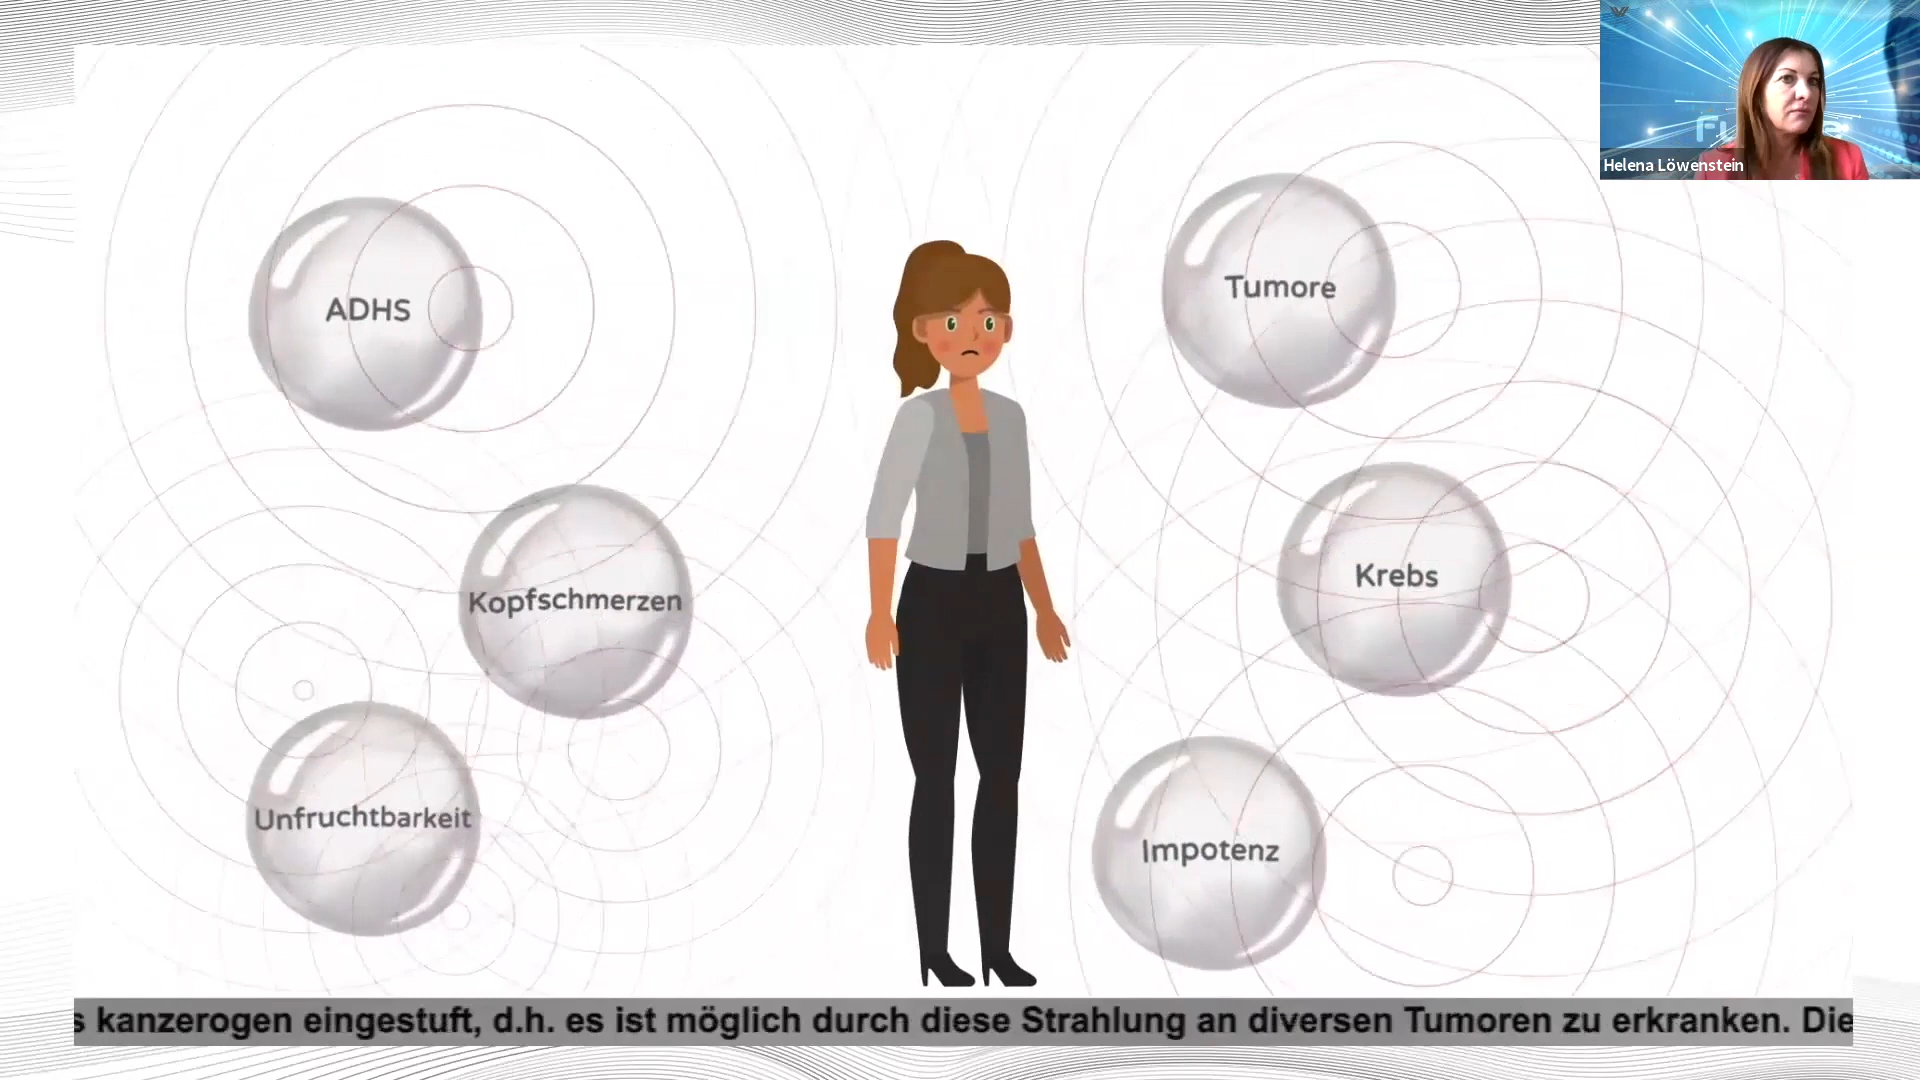 Helena Löwenstein
ADHS
Tumore
Kopfschmerzen
Krebs
Unfruchtbarkeit
Impotenz
s kanzerogen eingestuft, d.h. es ist möglich durch diese Strahlung an diversen Tumoren zu erkranken. Die